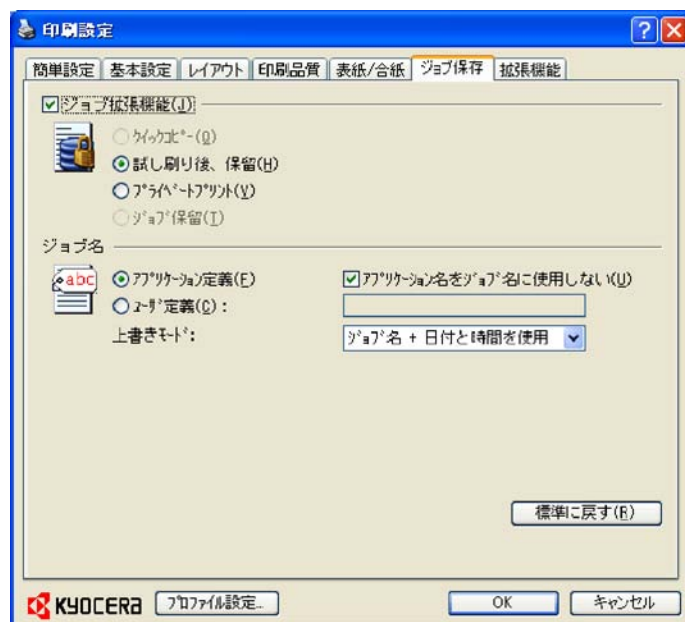 印刷設定
簡単設定 基本設定 レイアウト 印刷品質 表紙/合紙 ジョブ保存 拡張機能
ジョブ拡張機能(J)
クイックコピー(Q)
試し刷り後、保留(H)
プライベートプリント(V)
ジョブ保留(T)
ジョブ名
abc
アプリケーション定義(F) アプリケーション名をジョブ名に使用しない(U)
ユーザ定義(C):
上書きモード: ジョブ名 + 日付と時間を使用
標準に戻す(R)
KYOCERA プロファイル設定... OK キャンセル